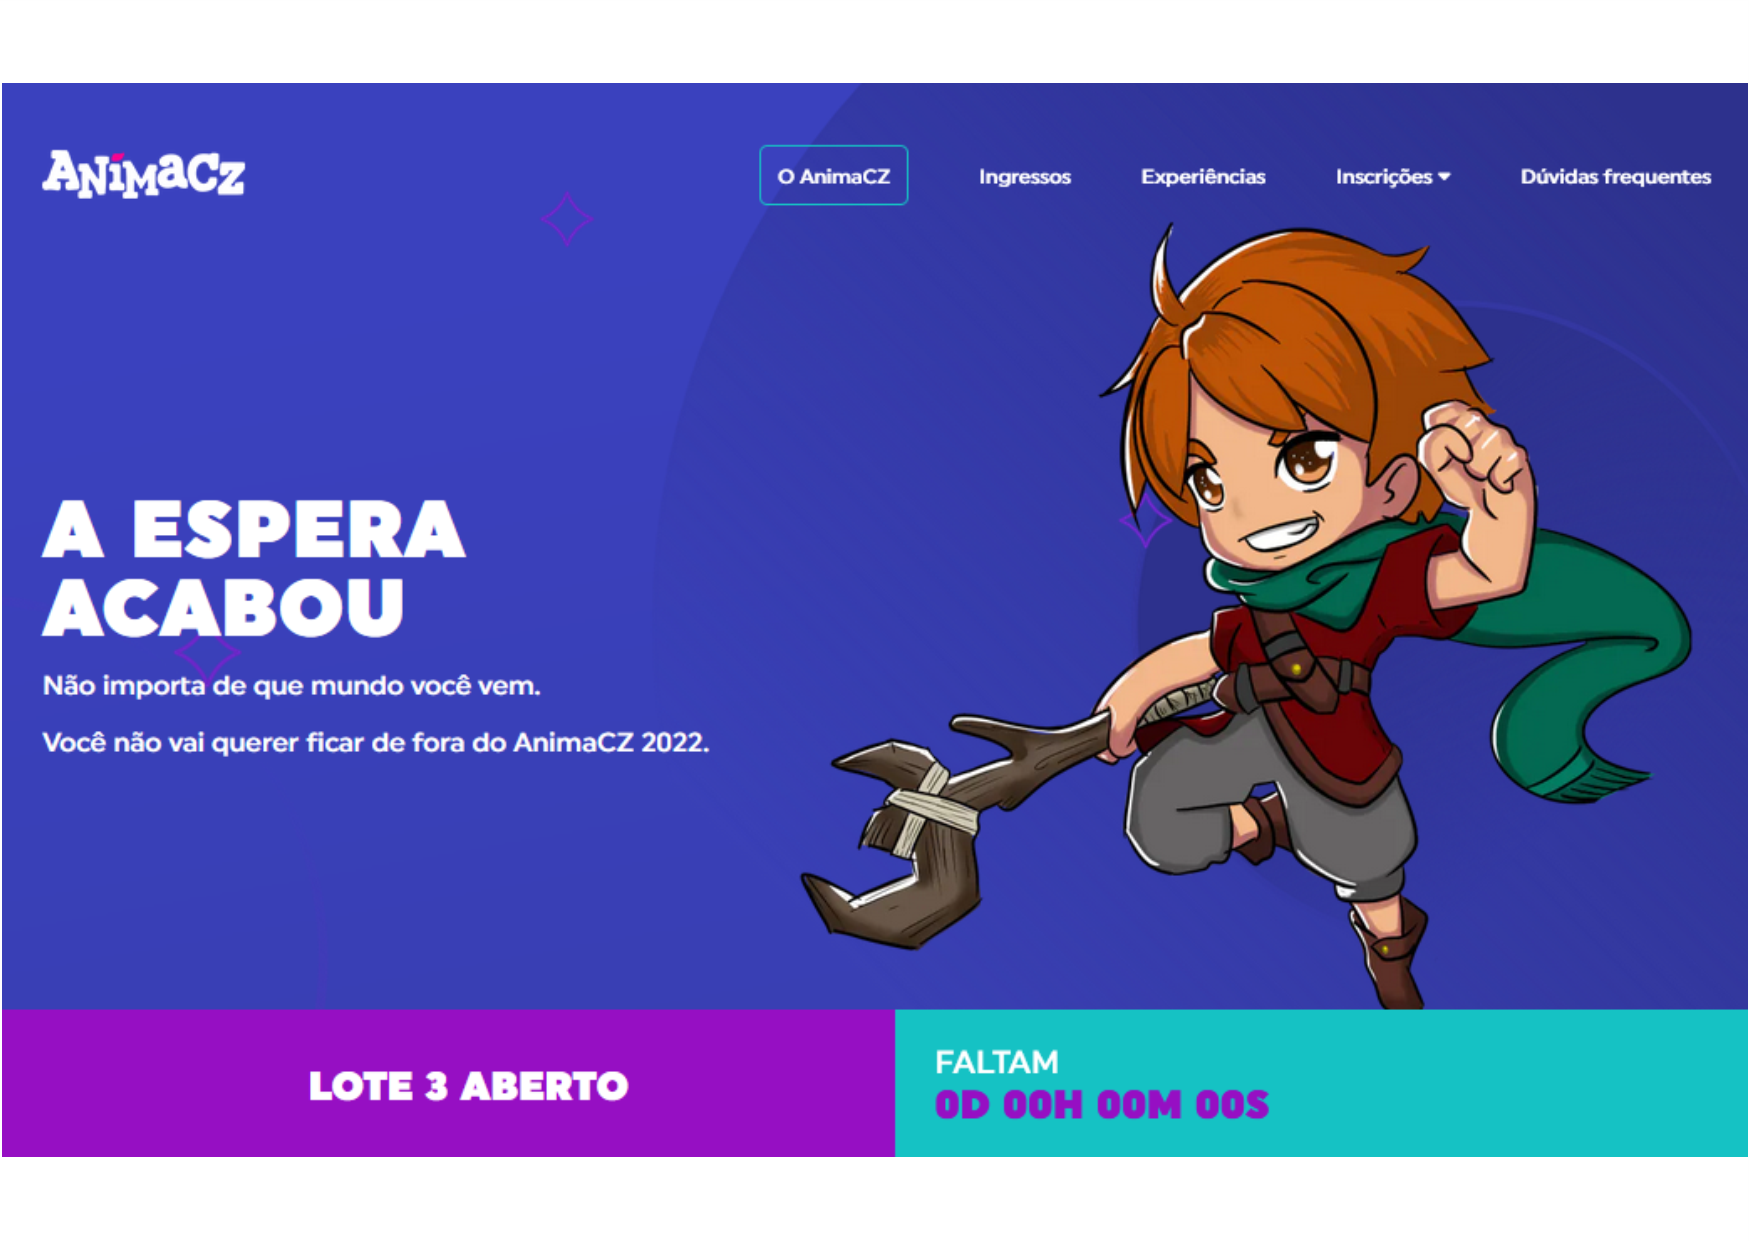 ANiMaCZ
O AnimaCZ
Ingressos
Experiências
Inscrições
Dúvidas frequentes
A ESPERA
ACABOU
Não importa de que mundo você vem.
Você não vai querer ficar de fora do AnimaCZ 2022.
LOTE 3 ABERTO
FALTAM
0D 00H 00M 00S